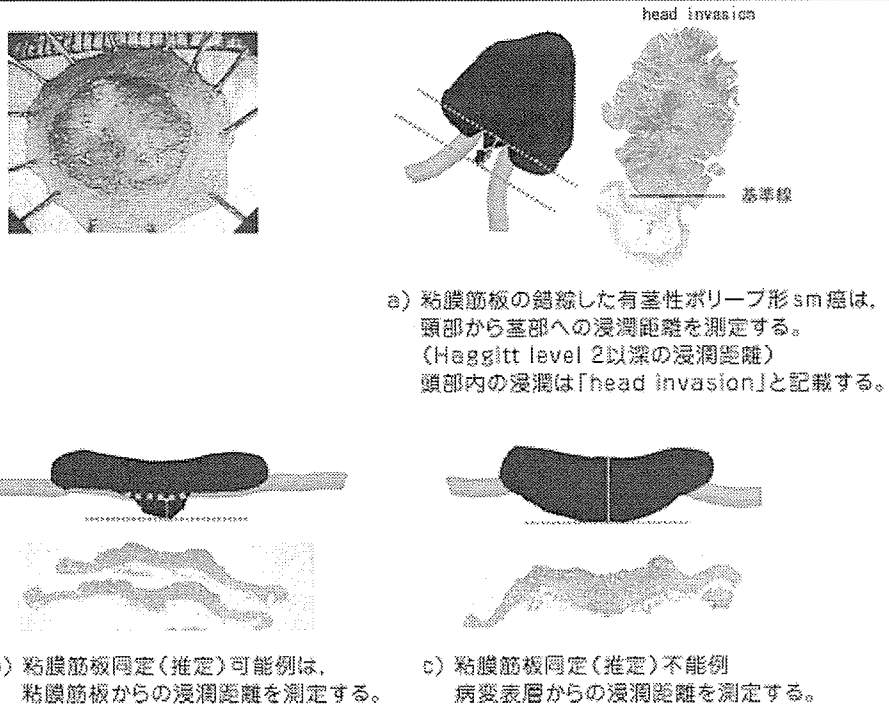 head invasion
基準線
a) 粘膜筋板の錯綜した有茎性ポリープ形sm癌は,
頸部から茎部への浸潤距離を測定する。
(Haggitt level 2以深の浸潤距離)
頭部内の浸潤は「head invasion」と記載する。
) 粘膜筋板同定(推定)可能例は,
粘膜筋板からの浸潤距離を測定する。
c) 粘膜筋板同定(推定)不能例
病変表層からの浸潤距離を測定する。